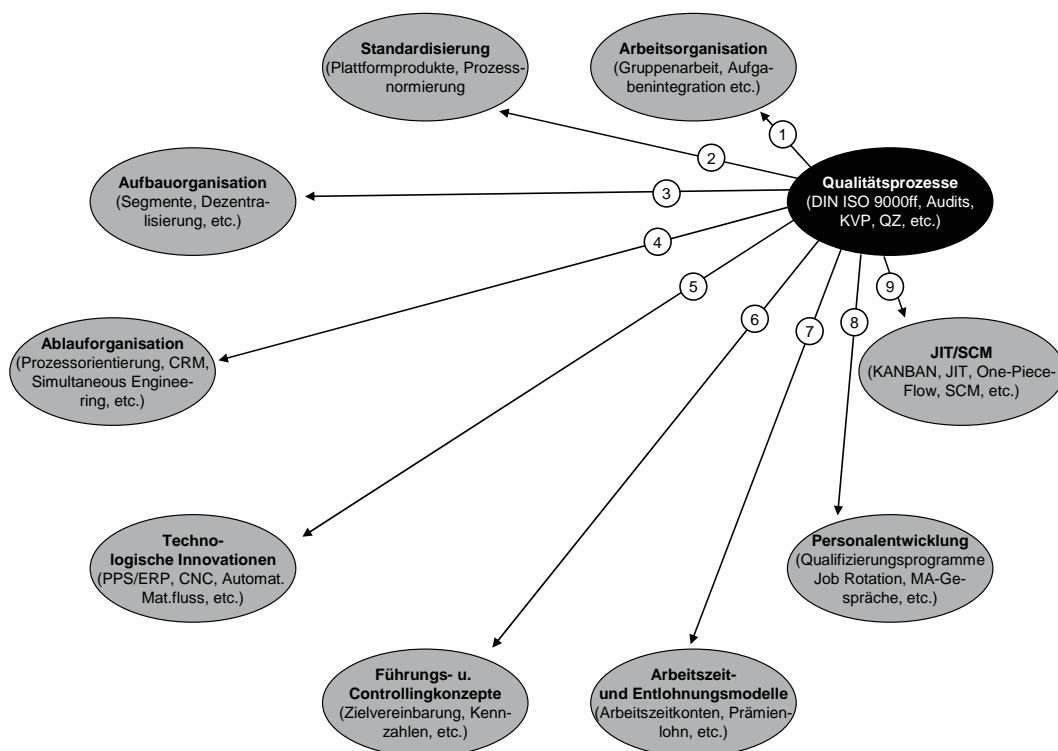 Standardisierung
(Plattformprodukte, Prozess-
normierung
Arbeitsorganisation
(Gruppenarbeit, Aufga-
benintegration etc.)
1
2
Qualitätsprozesse
(DIN ISO 9000ff, Audits,
KVP, QZ, etc.)
Aufbauorganisation
(Segmente, Dezentra-
lisierung, etc.)
3
4
5
9
6
7
8
Ablauforganisation
(Prozessorientierung, CRM,
Simultaneous Enginee-
ring, etc.)
JIT/SCM
(KANBAN, JIT, One-Piece-
Flow, SCM, etc.)
Techno-
logische Innovationen
(PPS/ERP, CNC, Automat.
Mat.fluss, etc.)
Personalentwicklung
(Qualifizierungsprogramme
Job Rotation, MA-Ge-
spräche, etc.)
Führungs- u.
Controllingkonzepte
(Zielvereinbarung, Kenn-
zahlen, etc.)
Arbeitszeit-
und Entlohnungsmodelle
(Arbeitszeitkonten, Prämien-
lohn, etc.)